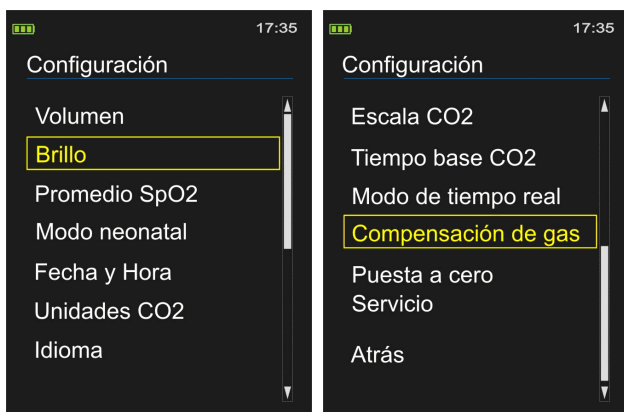 17:35
Configuración
Volumen
Brillo
Promedio SpO2
Modo neonatal
Fecha y Hora
Unidades CO2
Idioma
17:35
Configuración
Escala CO2
Tiempo base CO2
Modo de tiempo real
Compensación de gas
Puesta a cero
Servicio
Atrás